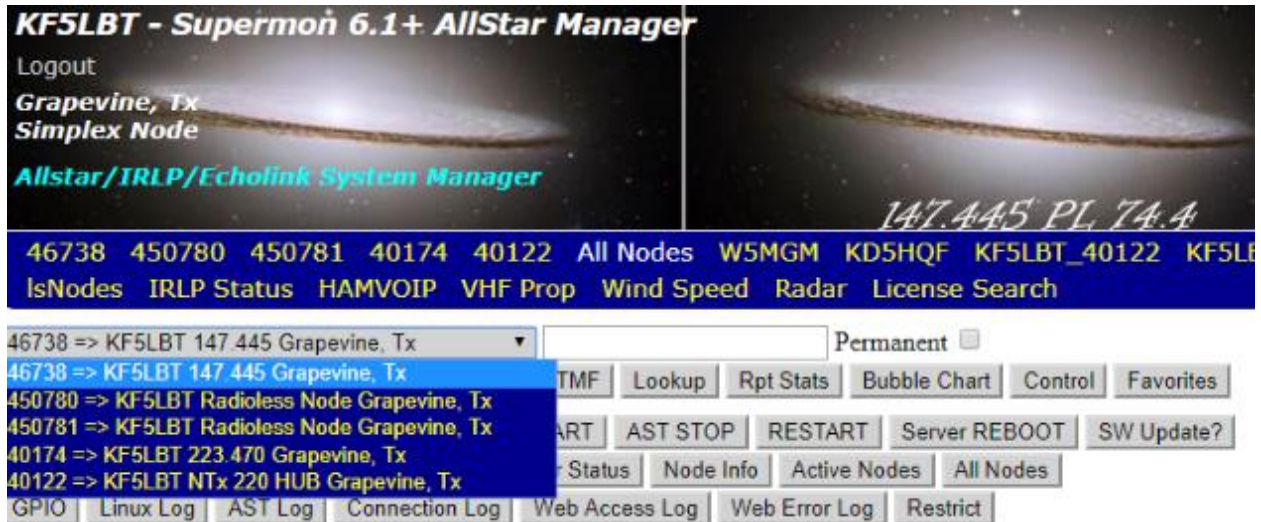 KF5LBT - Supermon 6.1+ AllStar Manager
Logout
Grapevine, Tx
Simplex Node
Allstar/IRLP/Echolink System Manager
147.445 PL 74.4
46738 450780 450781 40174 40122 All Nodes W5MGM KD5HQF KF5LBT_40122
lsNodes IRLP Status HAMVOIP VHF Prop Wind Speed Radar License Search
46738 => KF5LBT 147.445 Grapevine, Tx Permanent
46738 => KF5LBT 147.445 Grapevine, Tx
TMF Lookup Rpt Stats Bubble Chart Control Favorites
450780 => KF5LBT Radioless Node Grapevine, Tx
450781 => KF5LBT Radioless Node Grapevine, Tx
ART AST STOP RESTART Server REBOOT SW Update?
40174 => KF5LBT 223.470 Grapevine, Tx
r Status Node Info Active Nodes All Nodes
40122 => KF5LBT NTx 220 HUB Grapevine, Tx
GPIO Linux Log AST Log Connection Log Web Access Log Web Error Log Restrict